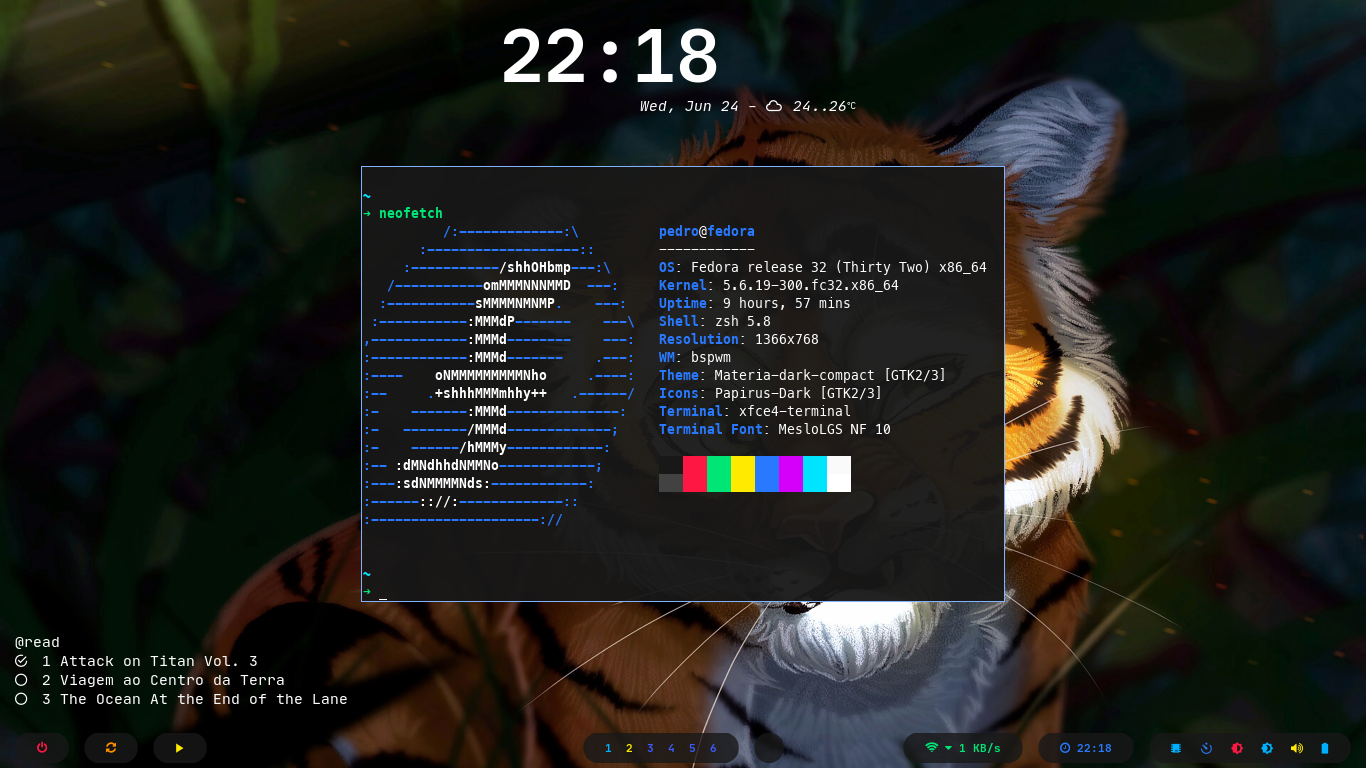 22:18
Wed, Jun 24 - 24..26°C
~
➜ neofetch
/:-------------:\
:-------------------::
:-----------/shhOHbmp---:\
/-----------omMMMNNNMMD  ---:
:-----------sMMMMNMNMP.    ---:
:-----------:MMMdP-------    ---\
,------------:MMMd--------    ---:
:------------:MMMd-------    .---:
:----    oNMMMMMMMMMNho     .----:
:--     .+shhhMMMmhhy++   .------/
:-    -------:MMMd--------------:
:-   --------/MMMd-------------;
:-    ------/hMMMy------------:
:-- :dMNdhhdNMMNo------------;
:---:sdNMMMMNds:------------:
:------:://:-------------::
:---------------------://
pedro@fedora
------------
OS: Fedora release 32 (Thirty Two) x86_64
Kernel: 5.6.19-300.fc32.x86_64
Uptime: 9 hours, 57 mins
Shell: zsh 5.8
Resolution: 1366x768
WM: bspwm
Theme: Materia-dark-compact [GTK2/3]
Icons: Papirus-Dark [GTK2/3]
Terminal: xfce4-terminal
Terminal Font: MesloLGS NF 10
~
➜ _
@read
1 Attack on Titan Vol. 3
2 Viagem ao Centro da Terra
3 The Ocean At the End of the Lane
1 2 3 4 5 6
1 KB/s
22:18